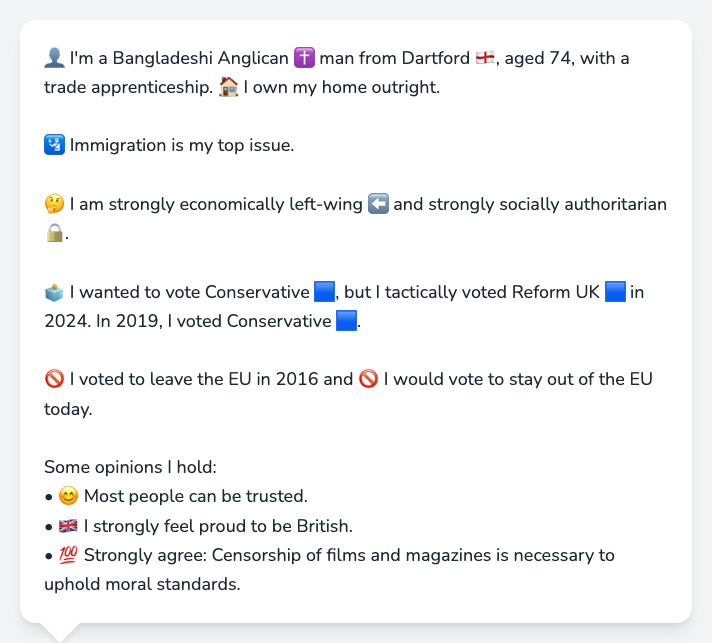 👤 I'm a Bangladeshi Anglican ✝️ man from Dartford 🏴󠁧󠁢󠁥󠁮󠁧󠁿, aged 74, with a
trade apprenticeship. 🏠 I own my home outright.
🛂 Immigration is my top issue.
🤔 I am strongly economically left-wing ⬅️ and strongly socially authoritarian
🔒.
🗳️ I wanted to vote Conservative 🟦, but I tactically voted Reform UK 🟦 in
2024. In 2019, I voted Conservative 🟦.
🚫 I voted to leave the EU in 2016 and 🚫 I would vote to stay out of the EU
today.
Some opinions I hold:
• 😊 Most people can be trusted.
• 🇬🇧 I strongly feel proud to be British.
• 💯 Strongly agree: Censorship of films and magazines is necessary to
uphold moral standards.